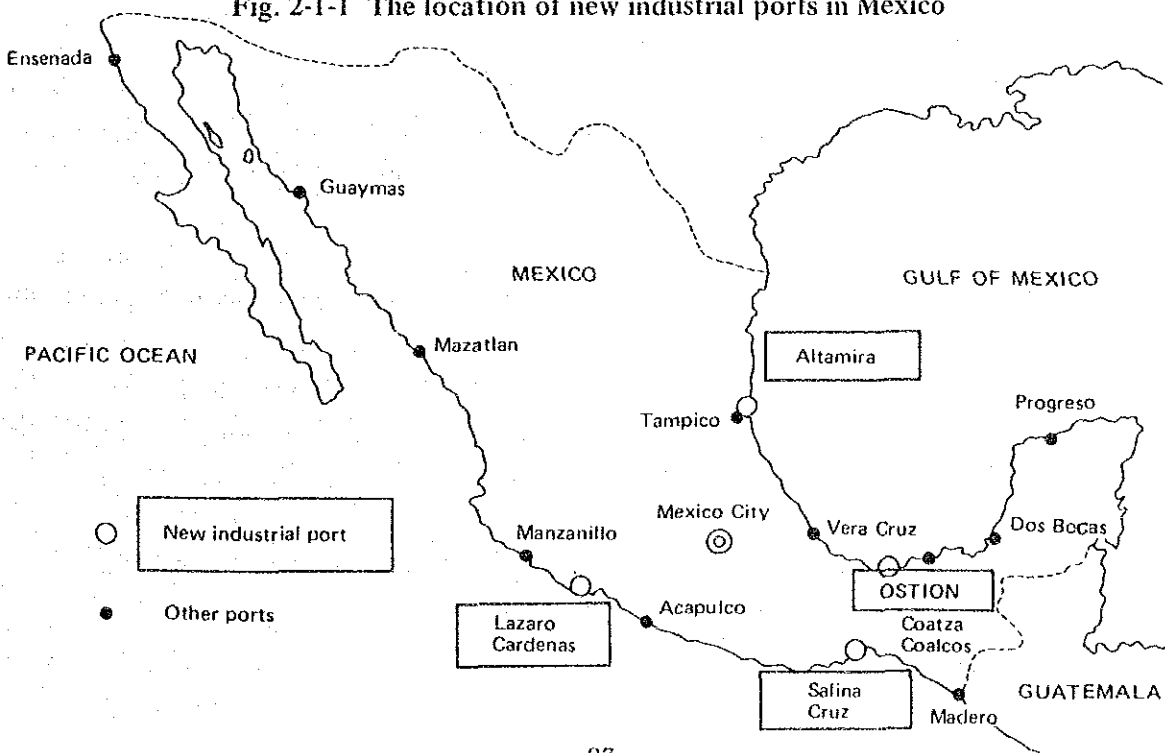 Fig. 2-1-1 The location of new industrial ports in Mexico
Ensenada
Guaymas
MEXICO
GULF OF MEXICO
PACIFIC OCEAN
Mazatlan
Altamira
Tampico
Progreso
New industrial port
Manzanillo
Mexico City
Vera Cruz
Dos Bocas
OSTION
Other ports
Lazaro
Cardenas
Acapulco
Coatza
Coalcos
Salina
Cruz
GUATEMALA
Madero